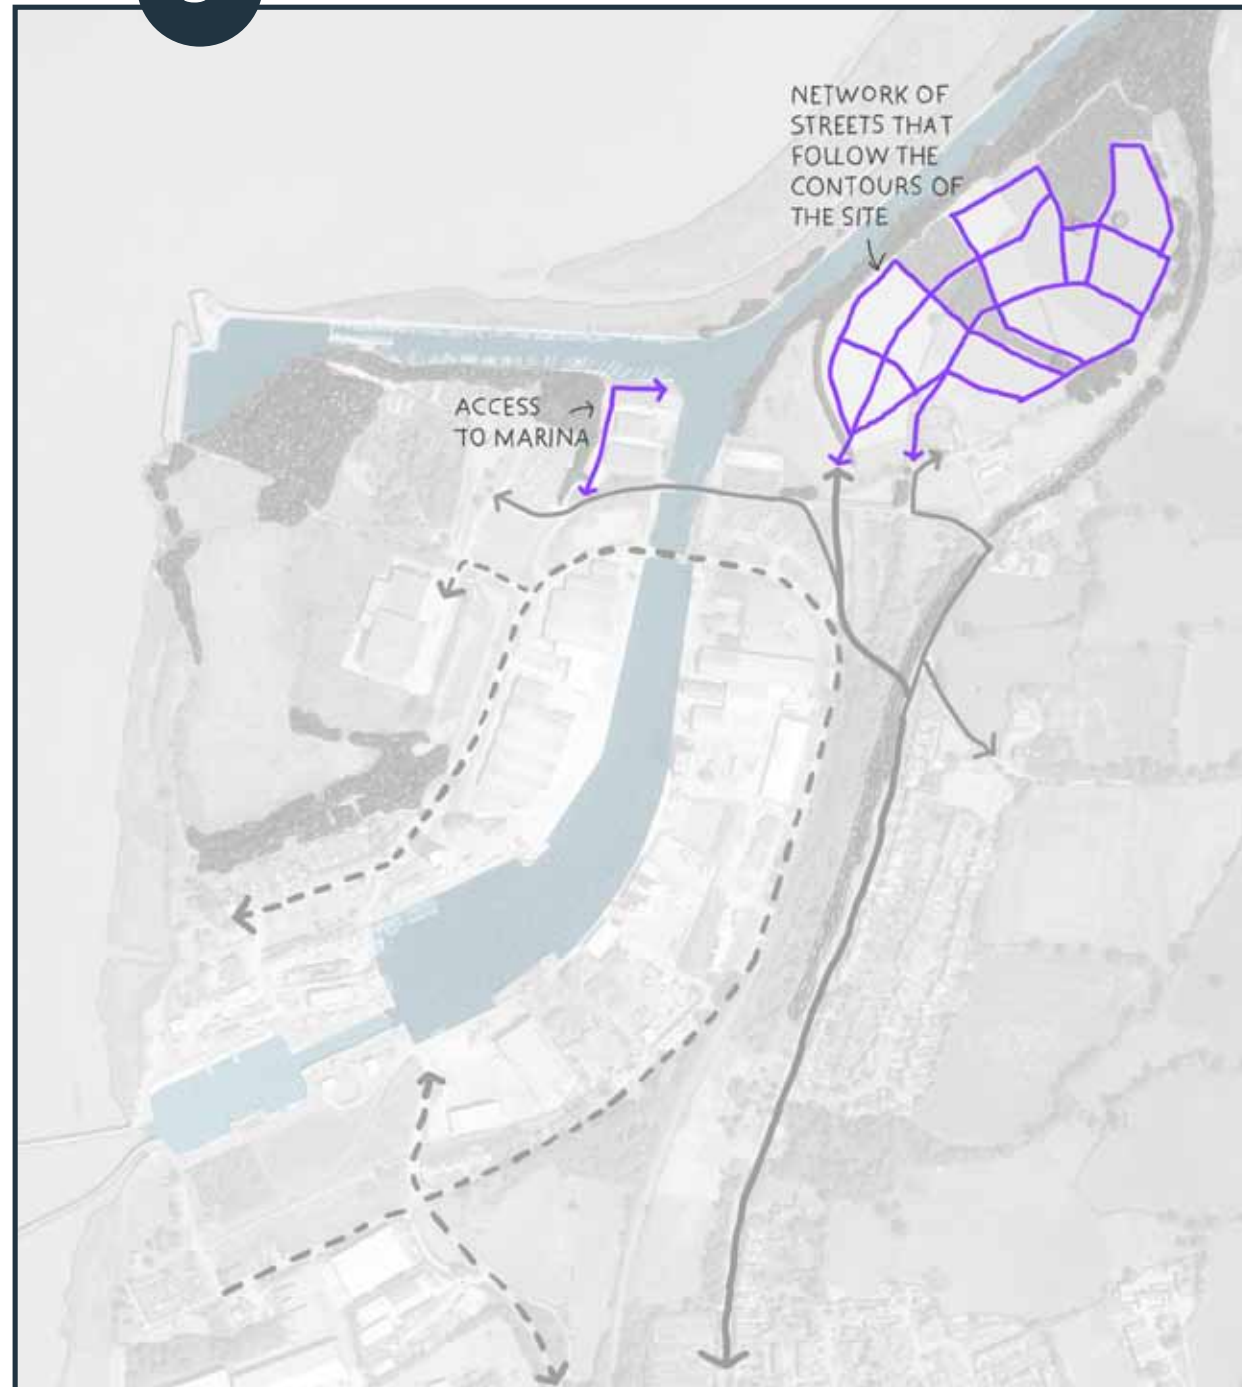 NETWORK OF
STREETS THAT
FOLLOW THE
CONTOURS OF
THE SITE
ACCESS
TO MARINA